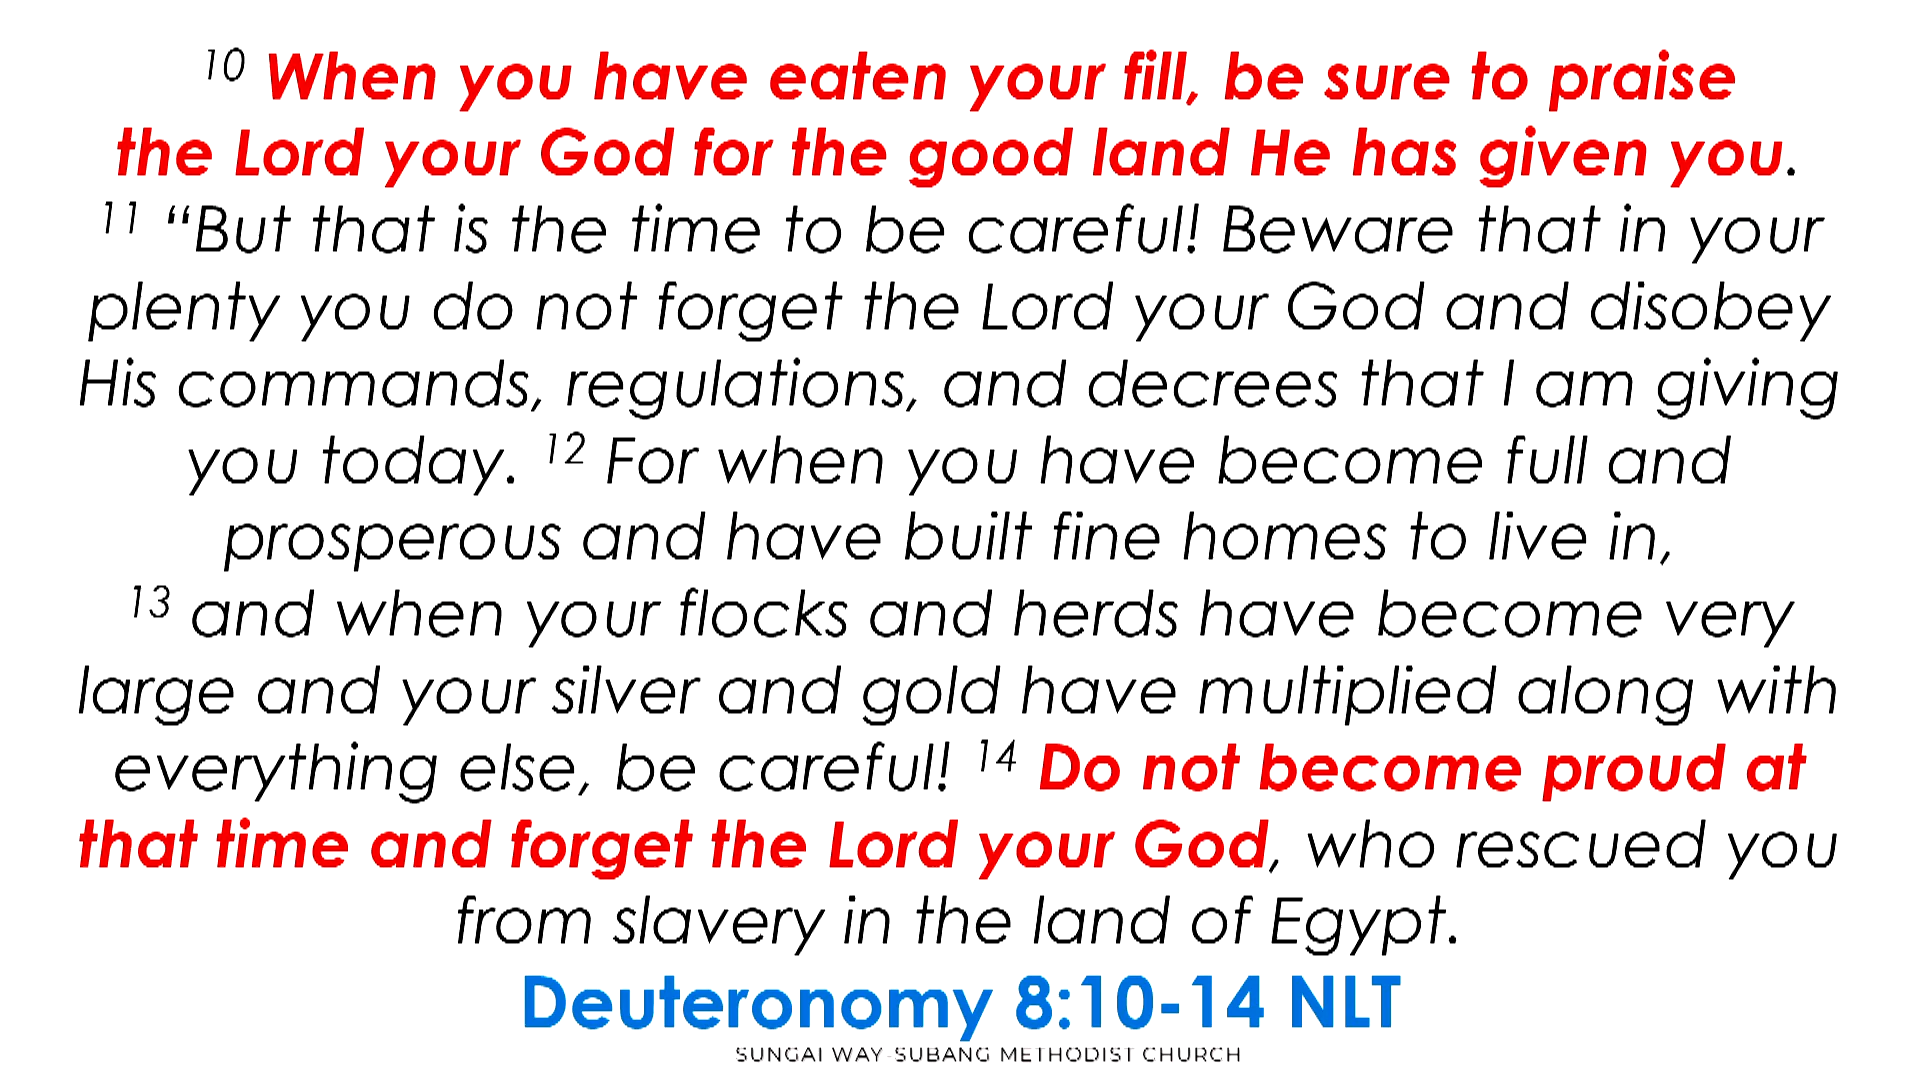 10 When you have eaten your fill, be sure to praise
the Lord your God for the good land He has given you.
11 “But that is the time to be careful! Beware that in your
plenty you do not forget the Lord your God and disobey
His commands, regulations, and decrees that I am giving
you today. 12 For when you have become full and
prosperous and have built fine homes to live in,
13 and when your flocks and herds have become very
large and your silver and gold have multiplied along with
everything else, be careful! 14 Do not become proud at
that time and forget the Lord your God, who rescued you
from slavery in the land of Egypt.
Deuteronomy 8:10-14 NLT
SUNGAI WAY-SUBANG METHODIST CHURCH